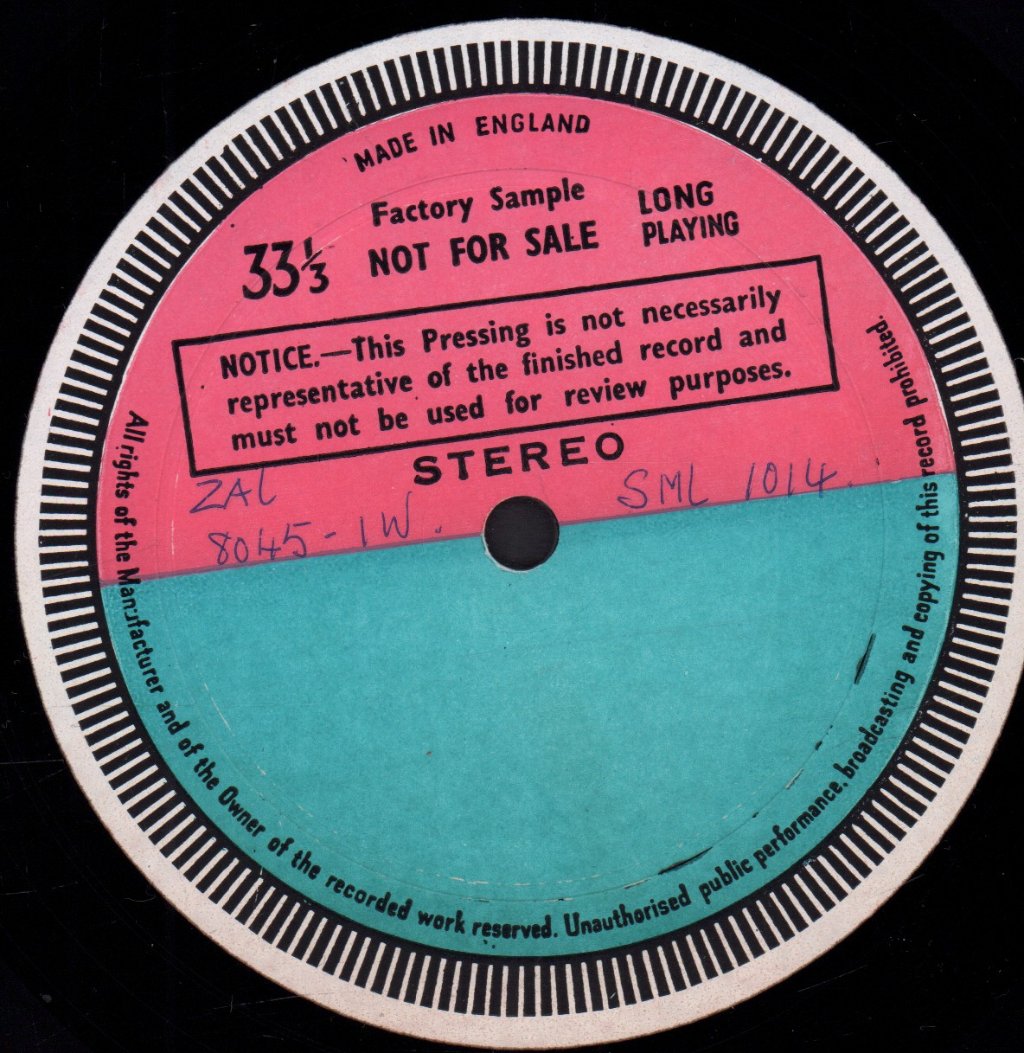 MADE IN ENGLAND
Factory Sample
NOT FOR SALE
33⅓
LONG
PLAYING
NOTICE.—This Pressing is not necessarily
representative of the finished record and
must not be used for review purposes.
STEREO
ZAL
8045-1W.
SML 1014.
All rights of the Manufacturer and of the Owner of the recorded work reserved. Unauthorised public performance, broadcasting and copying of this record prohibited.